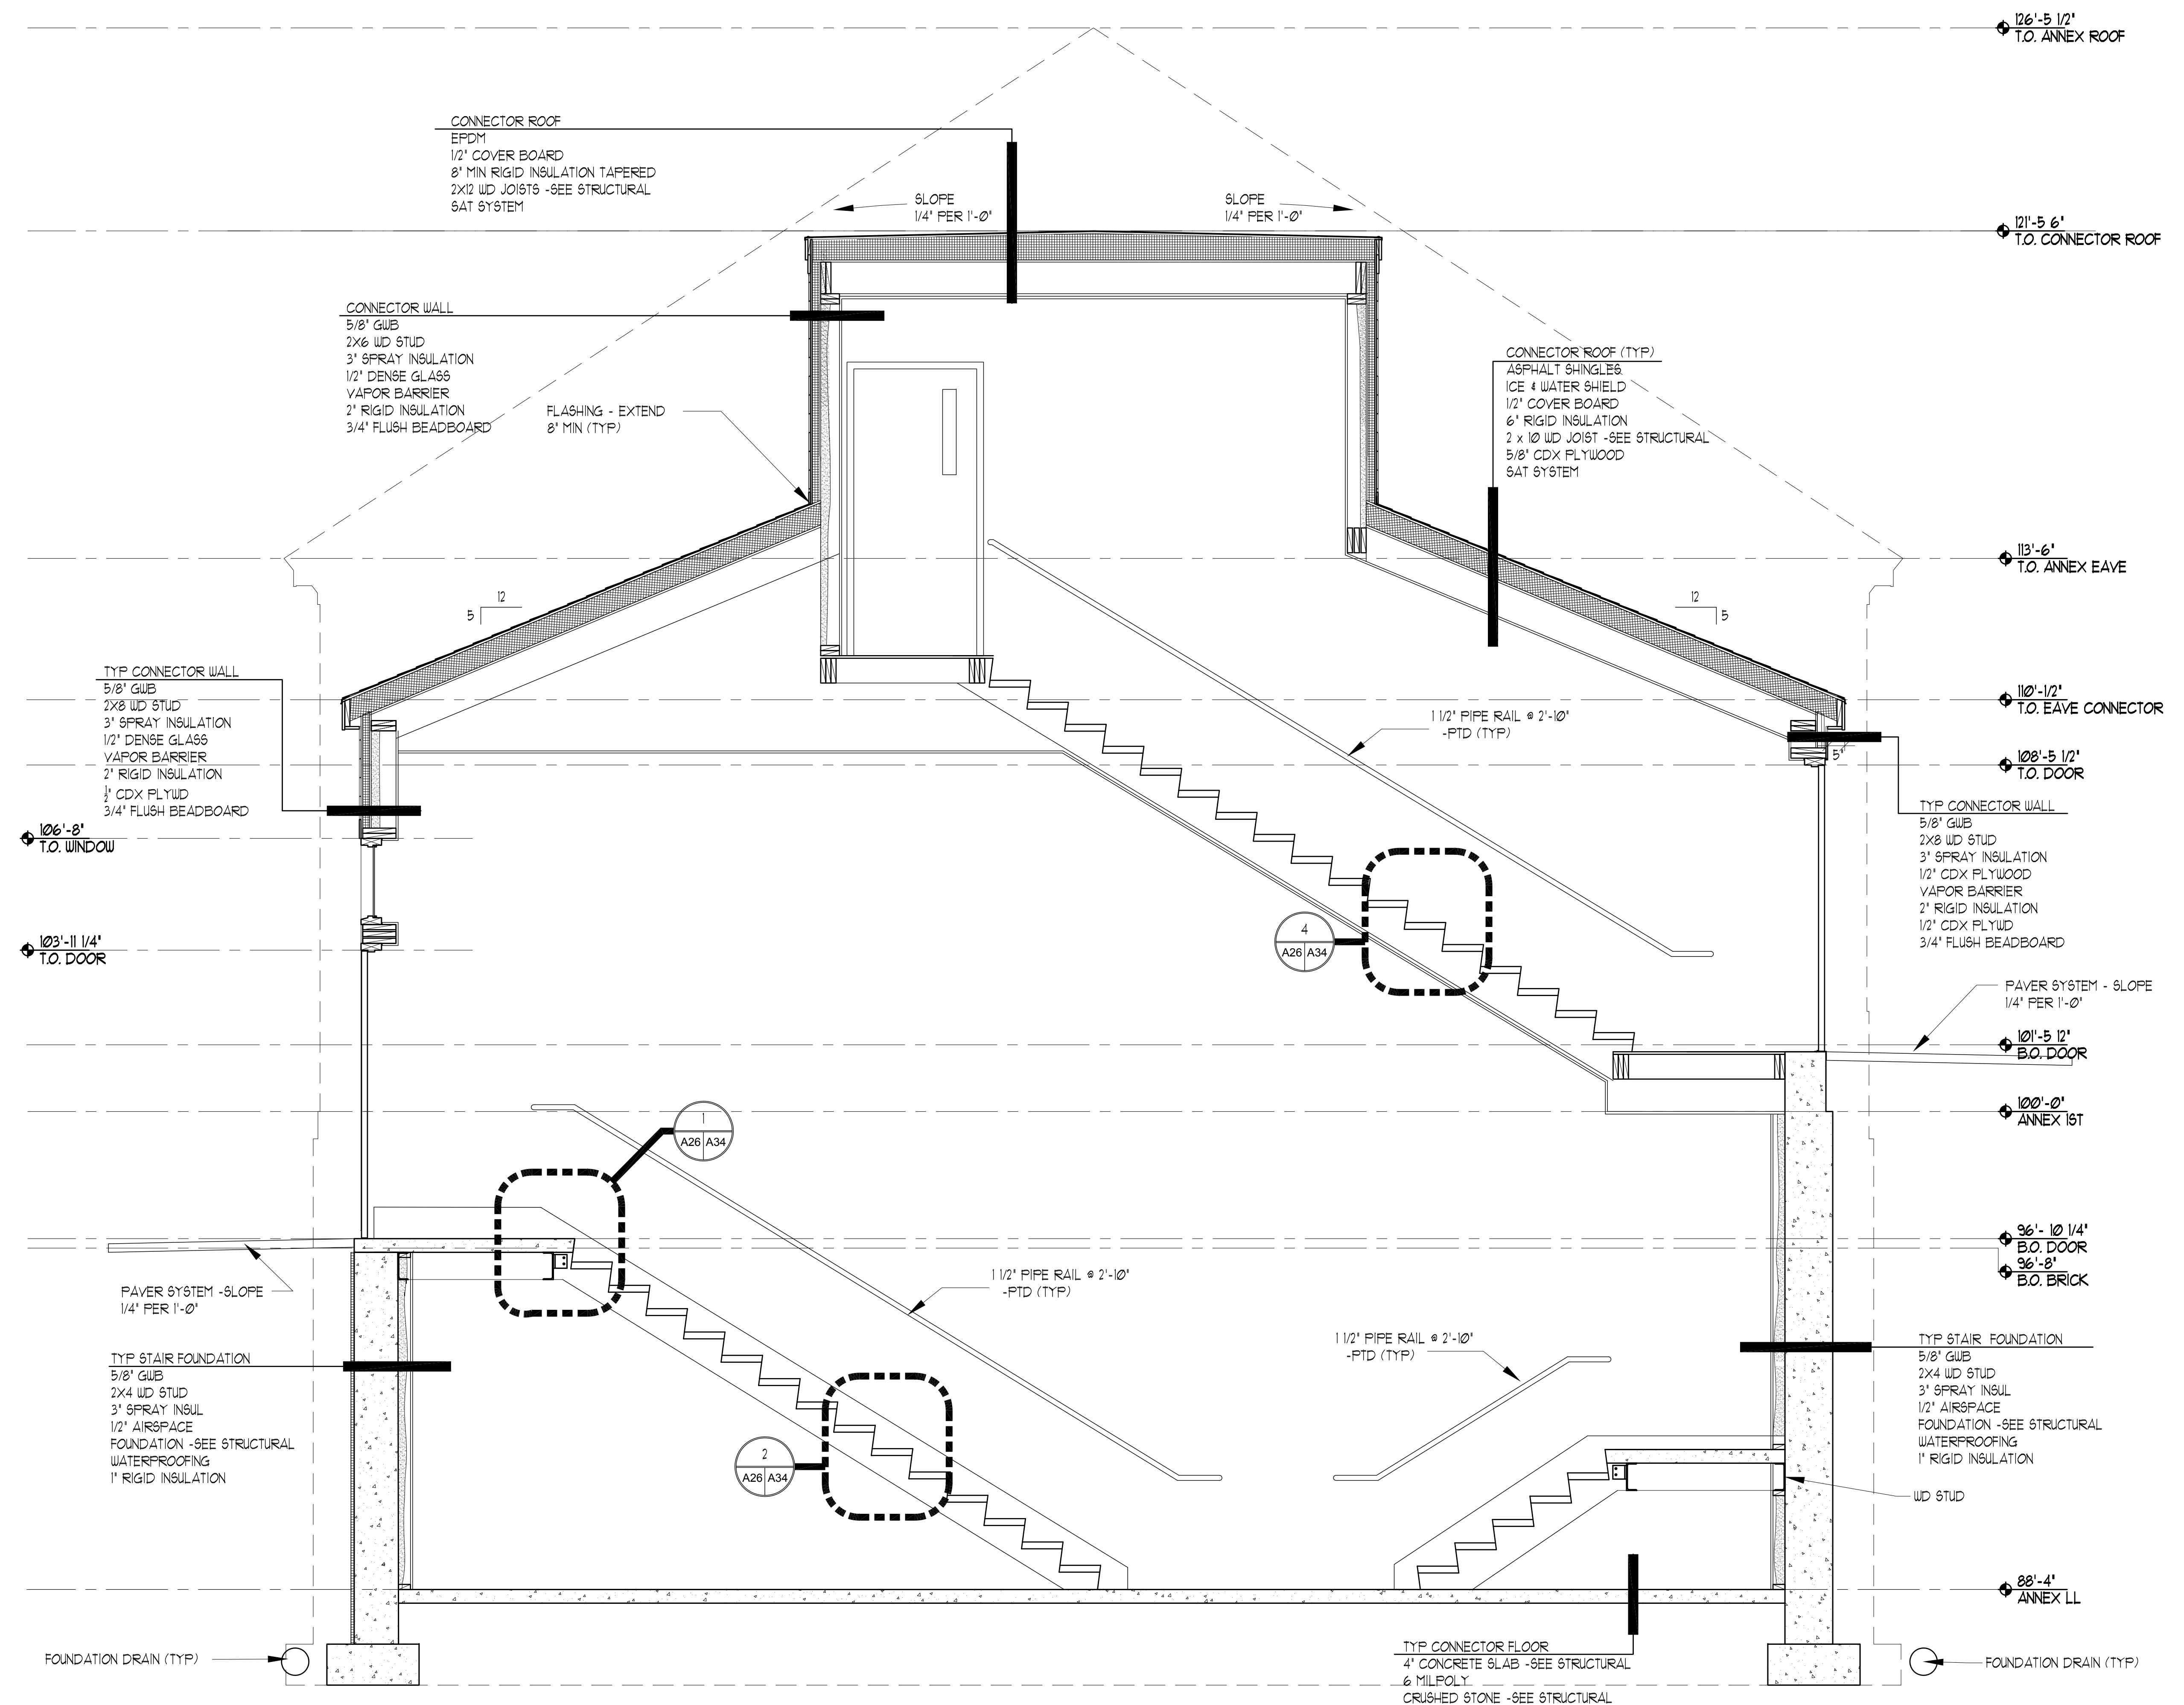 126'-5 1/2"
T.O. ANNEX ROOF
CONNECTOR ROOF
EPDM
1/2" COVER BOARD
8" MIN RIGID INSULATION TAPERED
2X12 WD JOISTS -SEE STRUCTURAL
SAT SYSTEM
SLOPE
1/4" PER 1'-0"
SLOPE
1/4" PER 1'-0"
121'-5 6"
T.O. CONNECTOR ROOF
CONNECTOR WALL
5/8" GWB
2X6 WD STUD
3" SPRAY INSULATION
1/2" DENSE GLASS
VAPOR BARRIER
2" RIGID INSULATION
3/4" FLUSH BEADBOARD
FLASHING - EXTEND
8" MIN (TYP)
CONNECTOR ROOF (TYP)
ASPHALT SHINGLES
ICE & WATER SHIELD
1/2" COVER BOARD
6" RIGID INSULATION
2 x 10 WD JOIST -SEE STRUCTURAL
5/8" CDX PLYWOOD
SAT SYSTEM
113'-6"
T.O. ANNEX EAVE
12
5
12
5
TYP CONNECTOR WALL
5/8" GWB
2X8 WD STUD
3" SPRAY INSULATION
1/2" DENSE GLASS
VAPOR BARRIER
2" RIGID INSULATION
1/2" CDX PLYWD
3/4" FLUSH BEADBOARD
110'-1/2"
T.O. EAVE CONNECTOR
1 1/2" PIPE RAIL @ 2'-10"
-PTD (TYP)
5"
108'-5 1/2"
T.O. DOOR
TYP CONNECTOR WALL
5/8" GWB
2X8 WD STUD
3" SPRAY INSULATION
1/2" CDX PLYWOOD
VAPOR BARRIER
2" RIGID INSULATION
1/2" CDX PLYWD
3/4" FLUSH BEADBOARD
106'-8"
T.O. WINDOW
103'-11 1/4"
T.O. DOOR
4
A26 A34
PAVER SYSTEM - SLOPE
1/4" PER 1'-0"
101'-5 12"
B.O. DOOR
100'-0"
ANNEX 1ST
1
A26 A34
96'- 10 1/4"
B.O. DOOR
96'-8"
B.O. BRICK
PAVER SYSTEM -SLOPE
1/4" PER 1'-0"
1 1/2" PIPE RAIL @ 2'-10"
-PTD (TYP)
1 1/2" PIPE RAIL @ 2'-10"
-PTD (TYP)
TYP STAIR FOUNDATION
5/8" GWB
2X4 WD STUD
3" SPRAY INSUL
1/2" AIRSPACE
FOUNDATION -SEE STRUCTURAL
WATERPROOFING
1" RIGID INSULATION
TYP STAIR FOUNDATION
5/8" GWB
2X4 WD STUD
3" SPRAY INSUL
1/2" AIRSPACE
FOUNDATION -SEE STRUCTURAL
WATERPROOFING
1" RIGID INSULATION
2
A26 A34
WD STUD
88'-4"
ANNEX LL
FOUNDATION DRAIN (TYP)
TYP CONNECTOR FLOOR
4" CONCRETE SLAB -SEE STRUCTURAL
6 MILPOLY
CRUSHED STONE -SEE STRUCTURAL
FOUNDATION DRAIN (TYP)